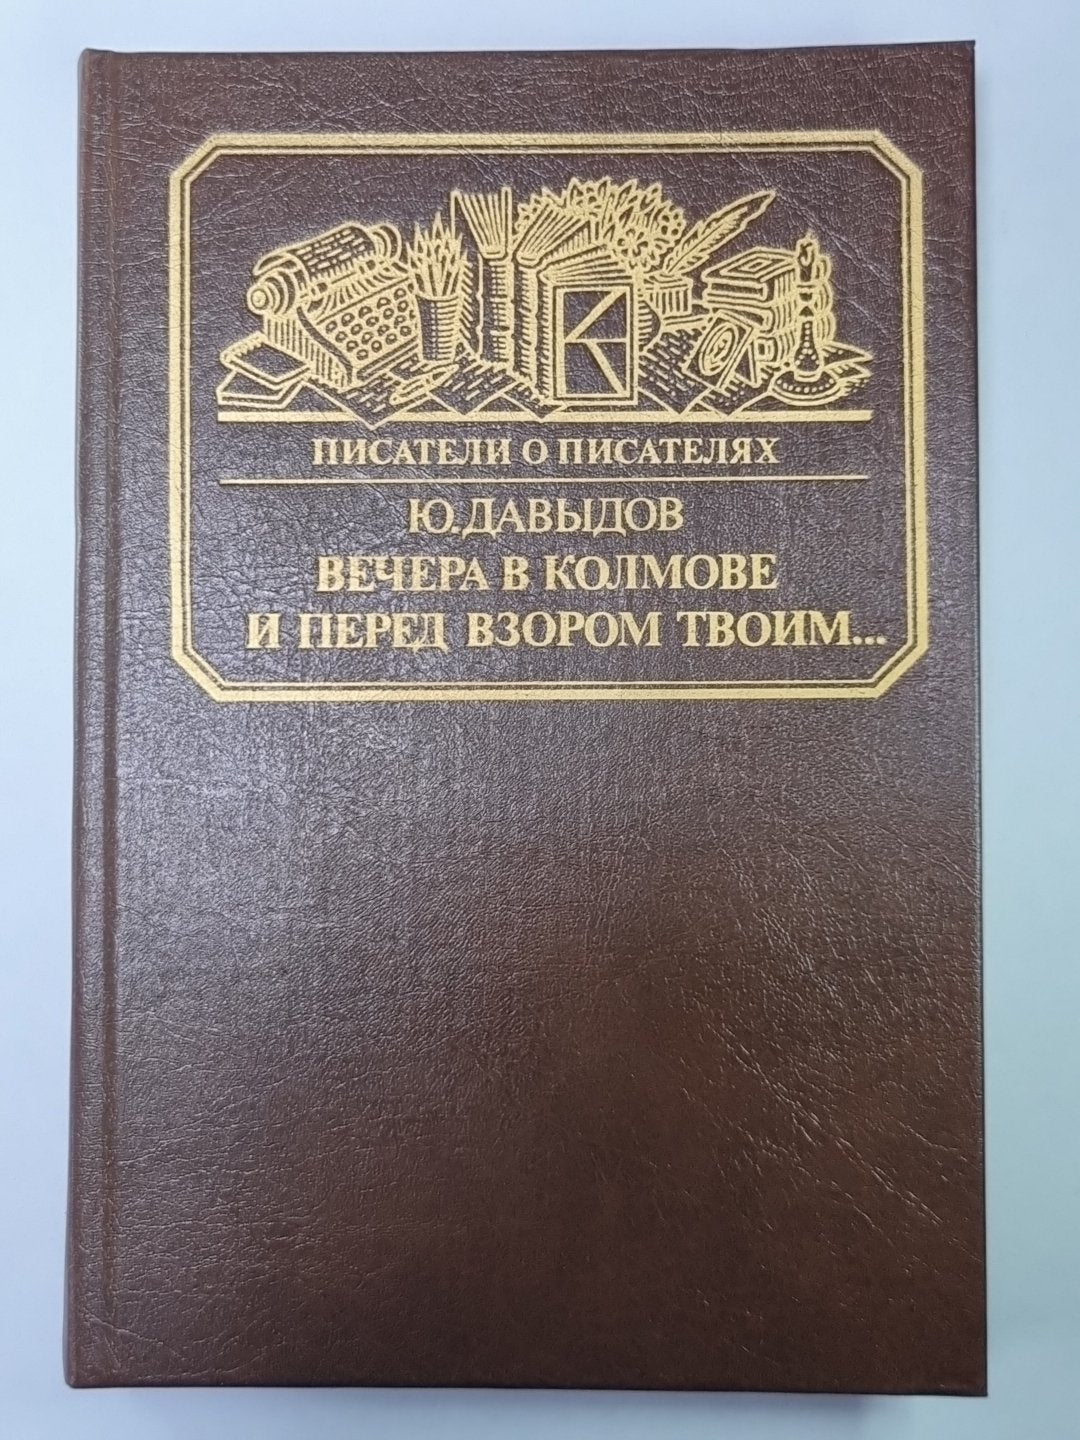 ПИСАТЕЛИ О ПИСАТЕЛЯХ
Ю.ДАВЫДОВ
ВЕЧЕРА В КОЛМОВЕ
И ПЕРЕД ВЗОРОМ ТВОИМ...